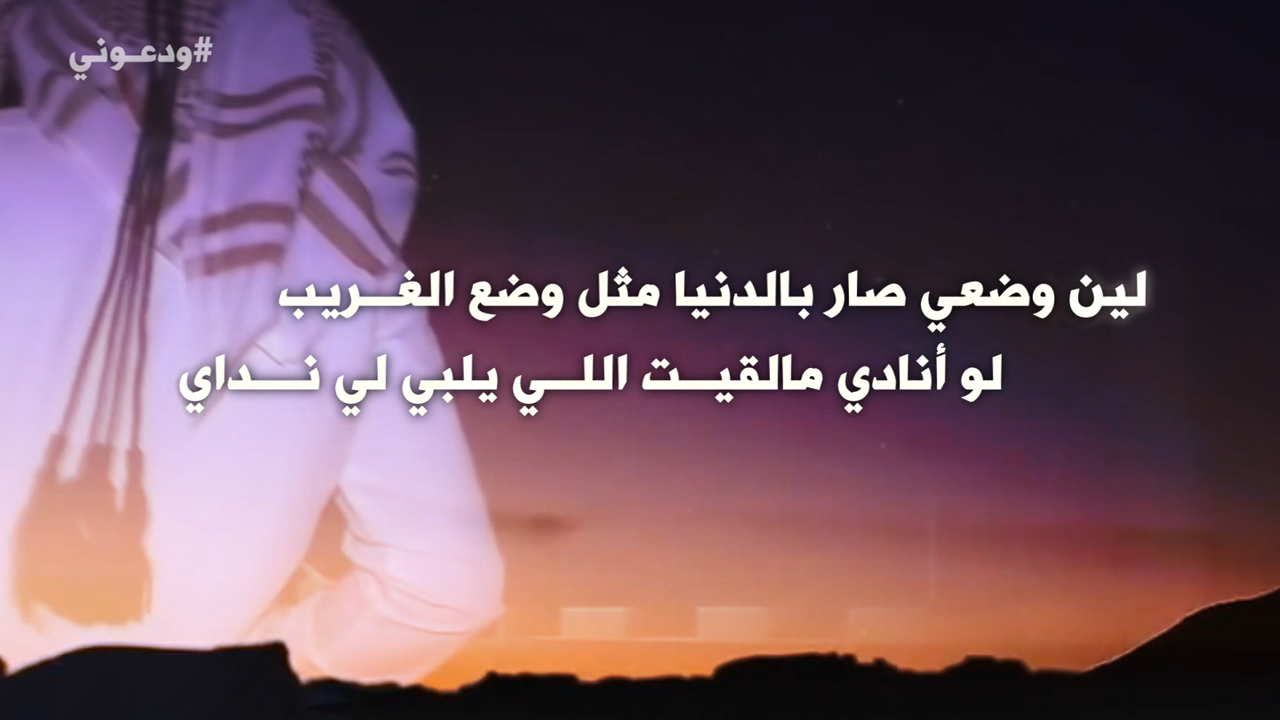 #ودعوني
لين وضعي صار بالدنيا مثل وضع الغريب
لو أنادي مالقيت اللي يلبي لي نداي